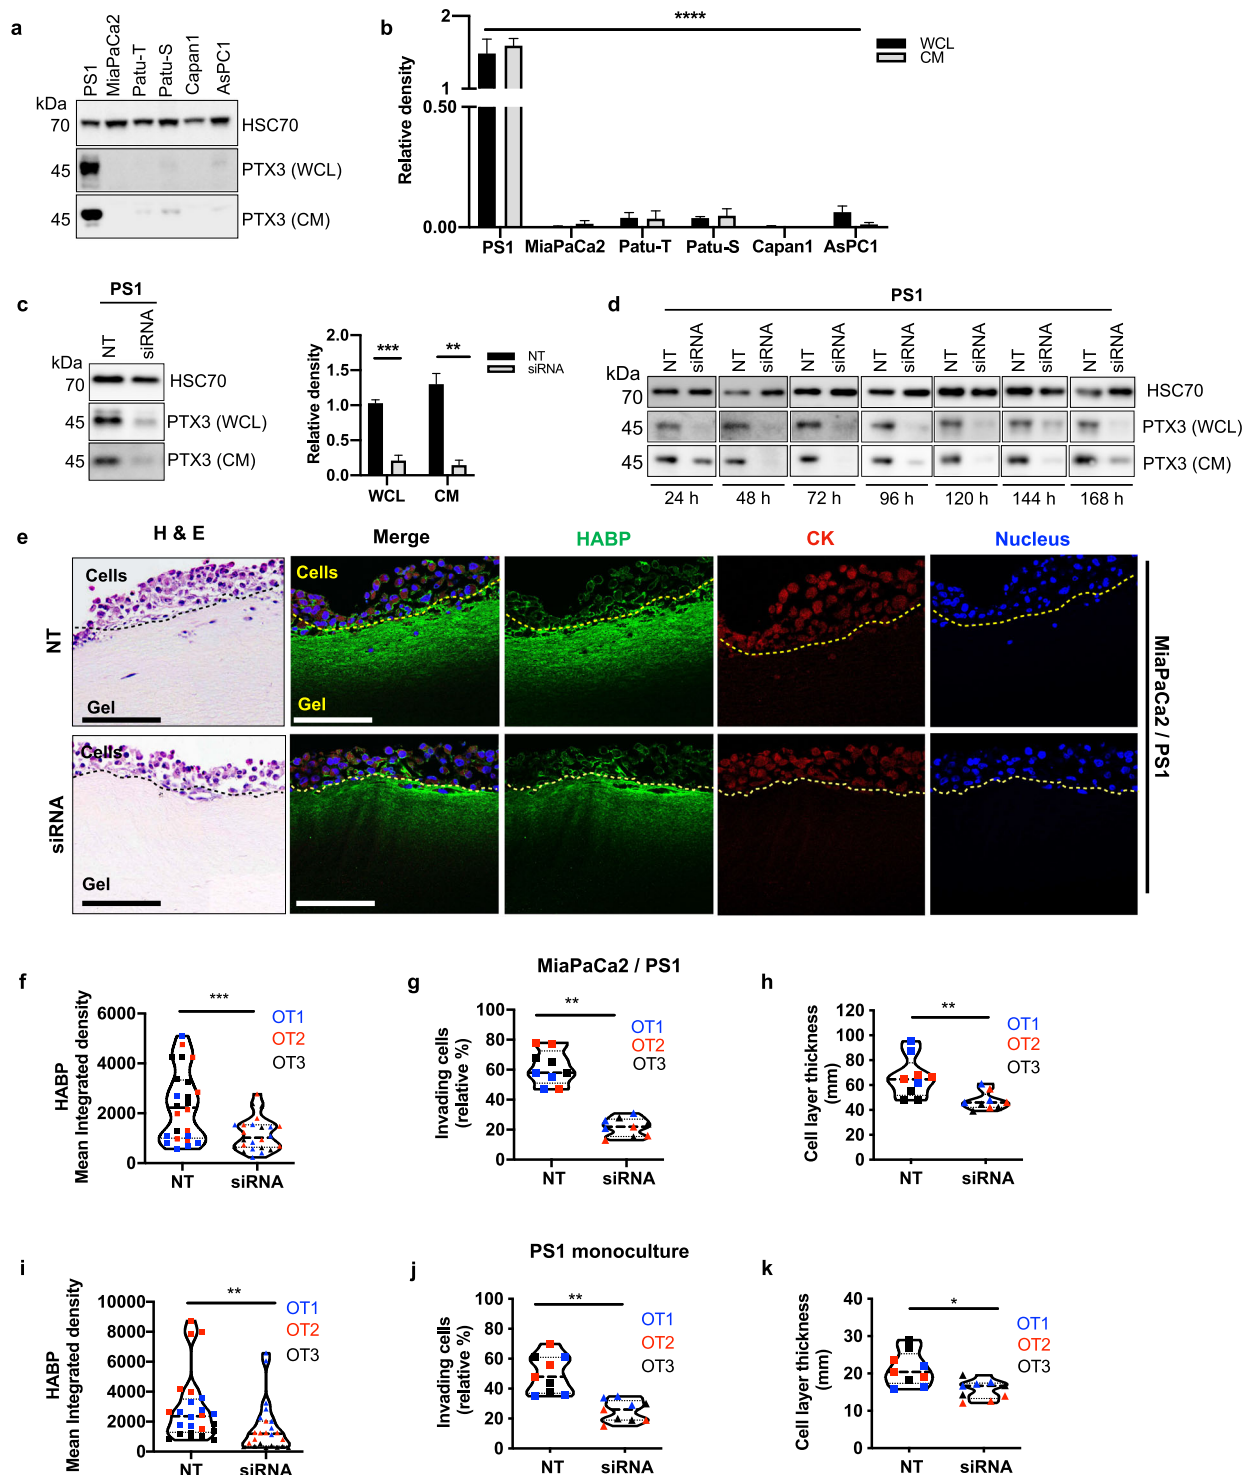 a
PS1
MiaPaCa2
Patu-T
Patu-S
Capan1
AsPC1
kDa
70
HSC70
45
PTX3 (WCL)
45
PTX3 (CM)
b
Relative density
2
1
0.50
0.00
****
WCL
CM
PS1 MiaPaCa2 Patu-T Patu-S Capan1 AsPC1
c
PS1
NT siRNA
kDa
70 HSC70
45 PTX3 (WCL)
45 PTX3 (CM)
Relative density
2.0
1.5
1.0
0.5
0.0
*** **
NT
siRNA
WCL CM
d
PS1
NT siRNA NT siRNA NT siRNA NT siRNA NT siRNA NT siRNA NT siRNA
kDa
70 HSC70
45 PTX3 (WCL)
45 PTX3 (CM)
24 h 48 h 72 h 96 h 120 h 144 h 168 h
e
H & E Merge HABP CK Nucleus
NT
Cells
Gel
Cells
Gel
siRNA
Cells
Gel
MiaPaCa2 / PS1
MiaPaCa2 / PS1
f
HABP
Mean Integrated density
6000
4000
2000
0
***
OT1
OT2
OT3
NT siRNA
g
Invading cells
(relative %)
100
80
60
40
20
0
**
OT1
OT2
OT3
NT siRNA
h
Cell layer thickness
(mm)
120
100
80
60
40
20
0
**
OT1
OT2
OT3
NT siRNA
PS1 monoculture
i
HABP
Mean Integrated density
10000
8000
6000
4000
2000
0
**
OT1
OT2
OT3
NT siRNA
j
Invading cells
(relative %)
100
80
60
40
20
0
**
OT1
OT2
OT3
NT siRNA
k
Cell layer thickness
(mm)
40
30
20
10
0
*
OT1
OT2
OT3
NT siRNA